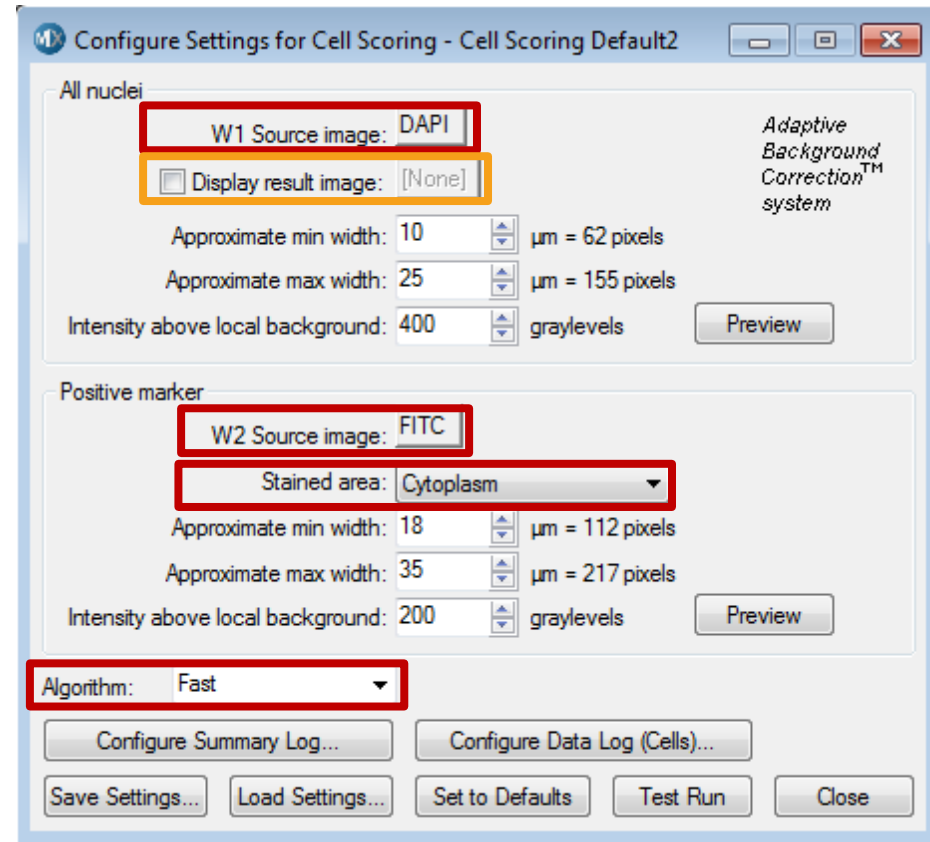 Configure Settings for Cell Scoring - Cell Scoring Default2
All nuclei
W1 Source image: DAPI
Adaptive
Background
Correction™
system
Display result image: [None]
Approximate min width: 10 µm = 62 pixels
Approximate max width: 25 µm = 155 pixels
Intensity above local background: 400 graylevels Preview
Positive marker
W2 Source image: FITC
Stained area: Cytoplasm
Approximate min width: 18 µm = 112 pixels
Approximate max width: 35 µm = 217 pixels
Intensity above local background: 200 graylevels Preview
Algorithm: Fast
Configure Summary Log... Configure Data Log (Cells)...
Save Settings... Load Settings... Set to Defaults Test Run Close